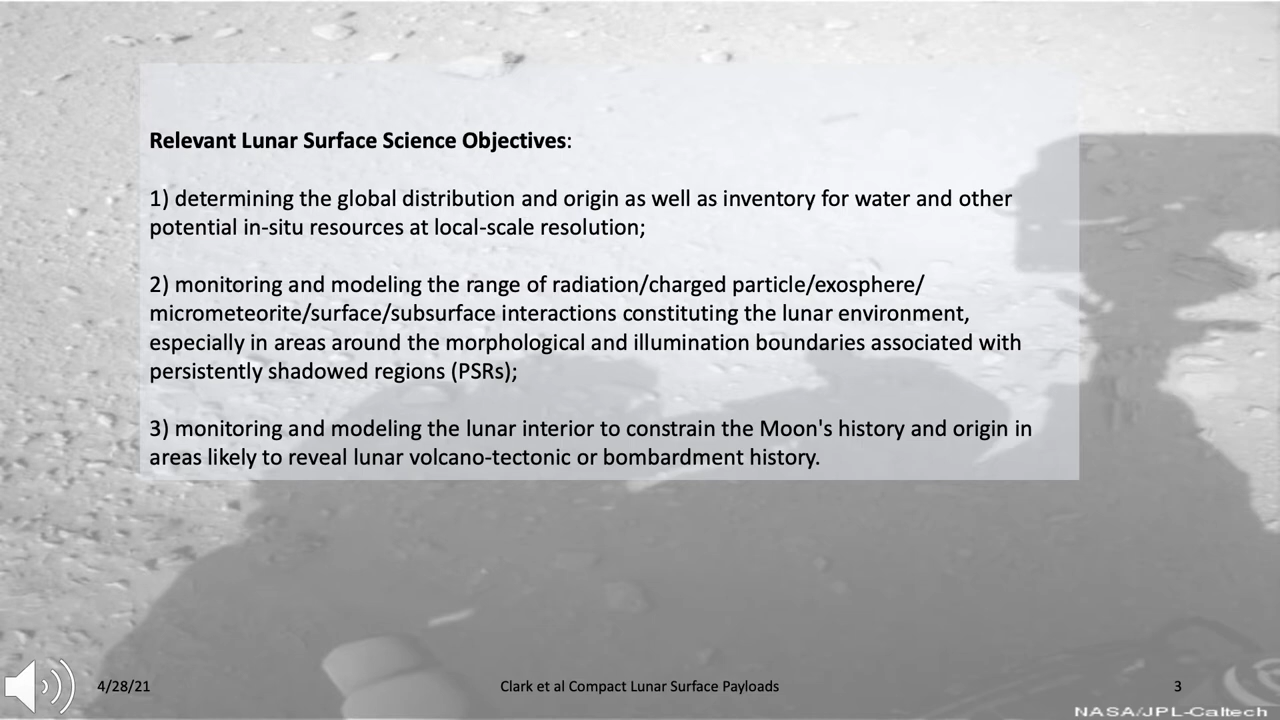 Relevant Lunar Surface Science Objectives:
1) determining the global distribution and origin as well as inventory for water and other
potential in-situ resources at local-scale resolution;
2) monitoring and modeling the range of radiation/charged particle/exosphere/
micrometeorite/surface/subsurface interactions constituting the lunar environment,
especially in areas around the morphological and illumination boundaries associated with
persistently shadowed regions (PSRs);
3) monitoring and modeling the lunar interior to constrain the Moon's history and origin in
areas likely to reveal lunar volcano-tectonic or bombardment history.
4/28/21
Clark et al Compact Lunar Surface Payloads
3
NASA/JPL-Caltech